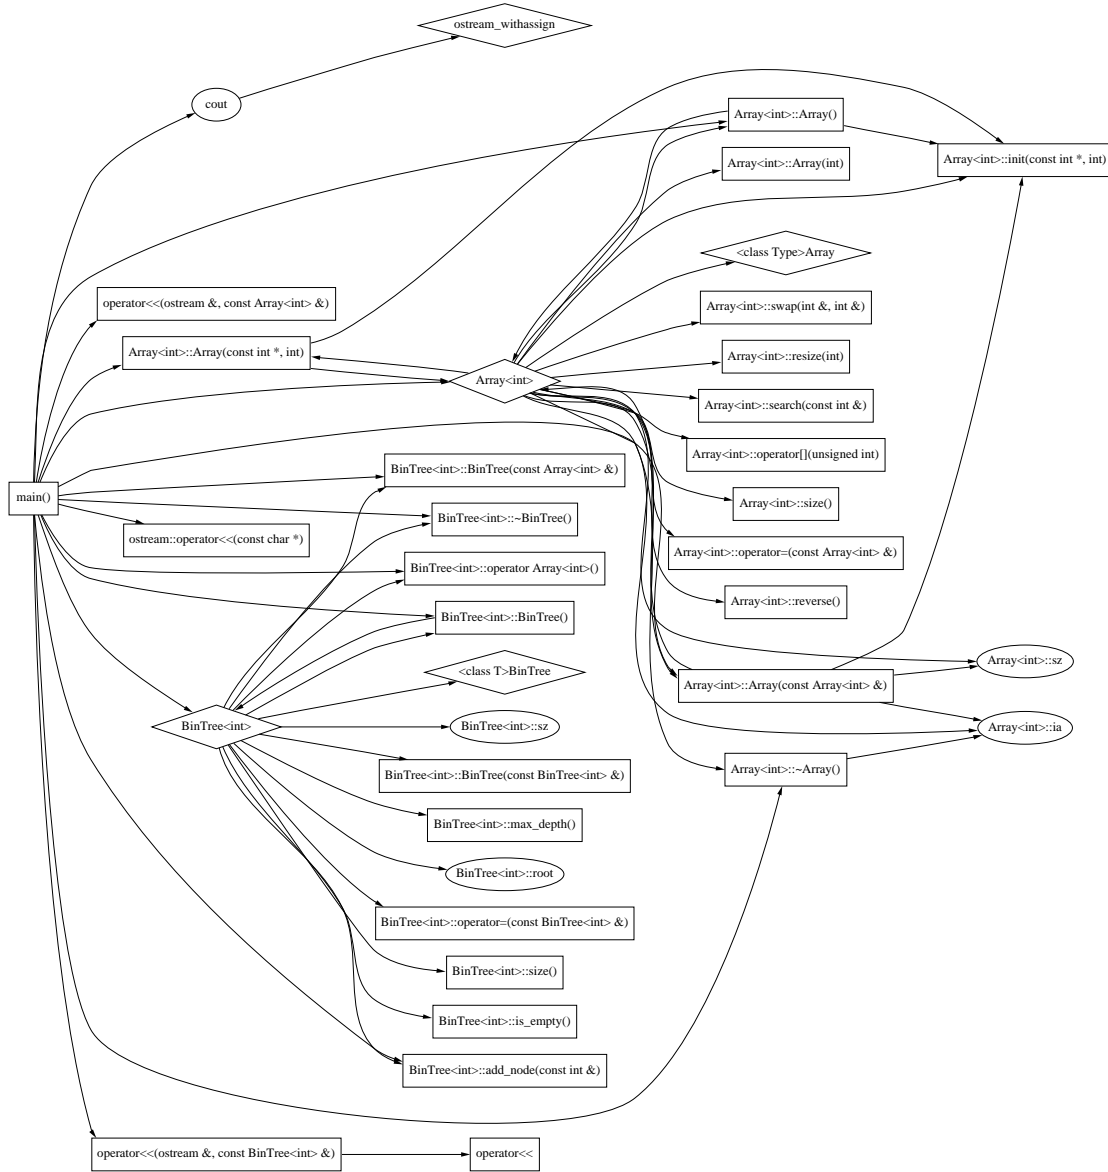 ostream_withassign
cout
Array<int>::Array()
Array<int>::init(const int *, int)
Array<int>::Array(int)
<class Type>Array
operator<<(ostream &, const Array<int> &)
Array<int>::swap(int &, int &)
Array<int>::Array(const int *, int)
Array<int>::resize(int)
Array<int>
Array<int>::search(const int &)
Array<int>::operator[](unsigned int)
BinTree<int>::BinTree(const Array<int> &)
main()
Array<int>::size()
BinTree<int>::~BinTree()
ostream::operator<<(const char *)
Array<int>::operator=(const Array<int> &)
BinTree<int>::operator Array<int>()
Array<int>::reverse()
BinTree<int>::BinTree()
Array<int>::sz
<class T>BinTree
Array<int>::Array(const Array<int> &)
BinTree<int>
BinTree<int>::sz
Array<int>::ia
Array<int>::~Array()
BinTree<int>::BinTree(const BinTree<int> &)
BinTree<int>::max_depth()
BinTree<int>::root
BinTree<int>::operator=(const BinTree<int> &)
BinTree<int>::size()
BinTree<int>::is_empty()
BinTree<int>::add_node(const int &)
operator<<(ostream &, const BinTree<int> &)
operator<<